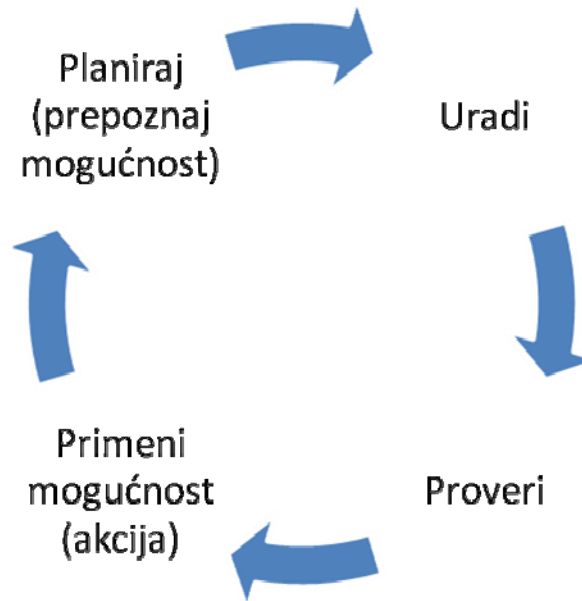 Planiraj
(prepoznaj
mogućnost)
Uradi
Proveri
Primeni
mogućnost
(akcija)